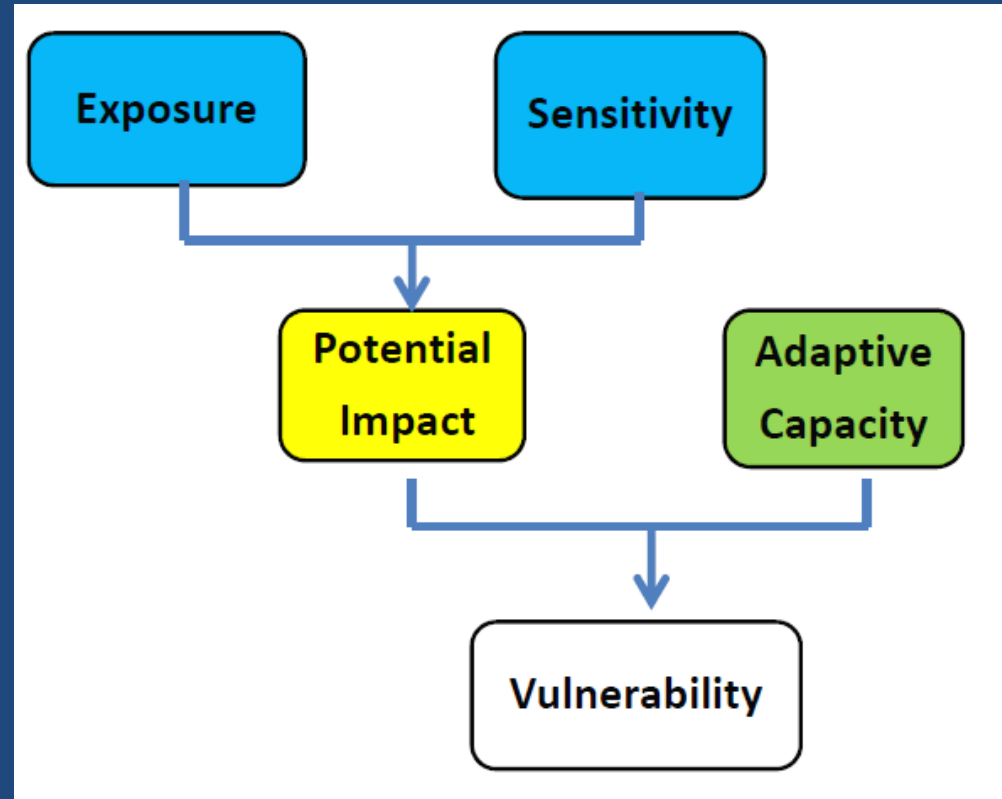 Exposure
Sensitivity
Potential
Impact
Adaptive
Capacity
Vulnerability